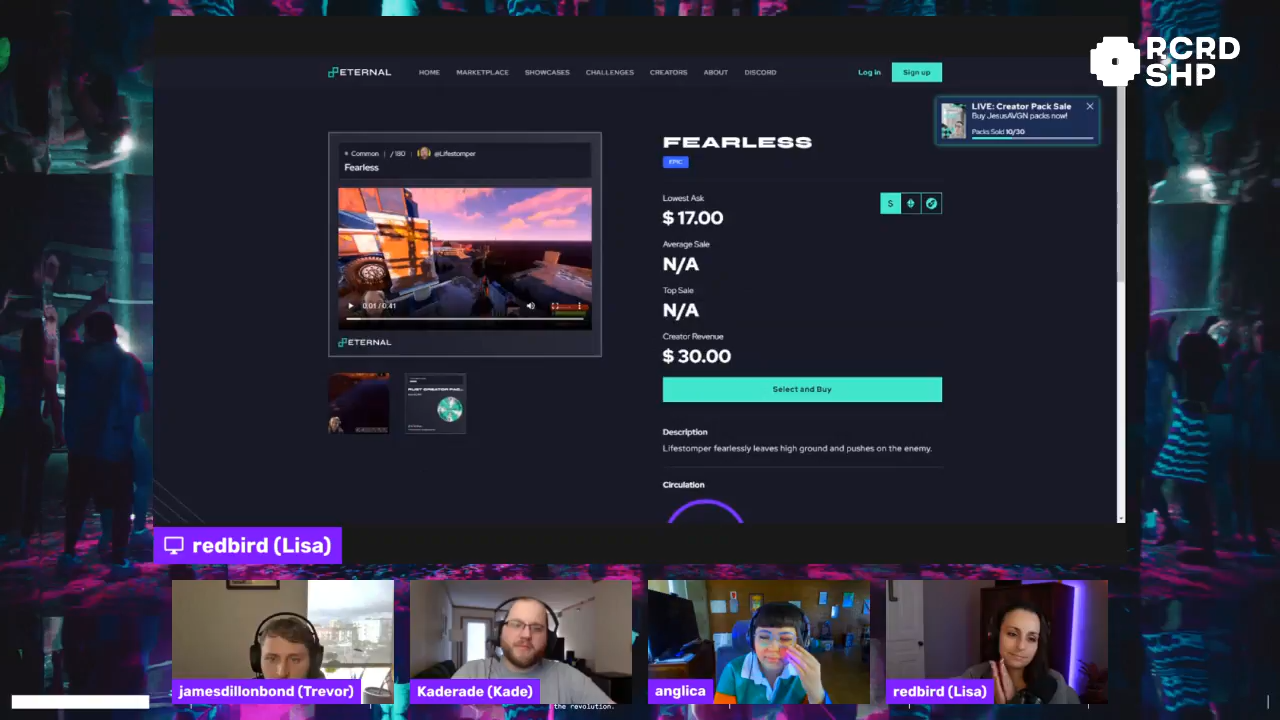 RCRD
SHP
ETERNAL
HOME
MARKETPLACE
SHOWCASES
CHALLENGES
CREATORS
ABOUT
DISCORD
Log in
Sign up
LIVE: Creator Pack Sale
Buy JesusAVGN packs now!
Packs Sold 10/30
Common | / 180 | @Lifestomper
Fearless
0:01 / 0:41
ETERNAL
FEARLESS
EPIC
Lowest Ask
$ 17.00
$
Average Sale
N/A
Top Sale
N/A
Creator Revenue
$ 30.00
Select and Buy
Description
Lifestomper fearlessly leaves high ground and pushes on the enemy.
Circulation
redbird (Lisa)
jamesdillonbond (Trevor)
Kaderade (Kade)
anglica
redbird (Lisa)
the revolution.